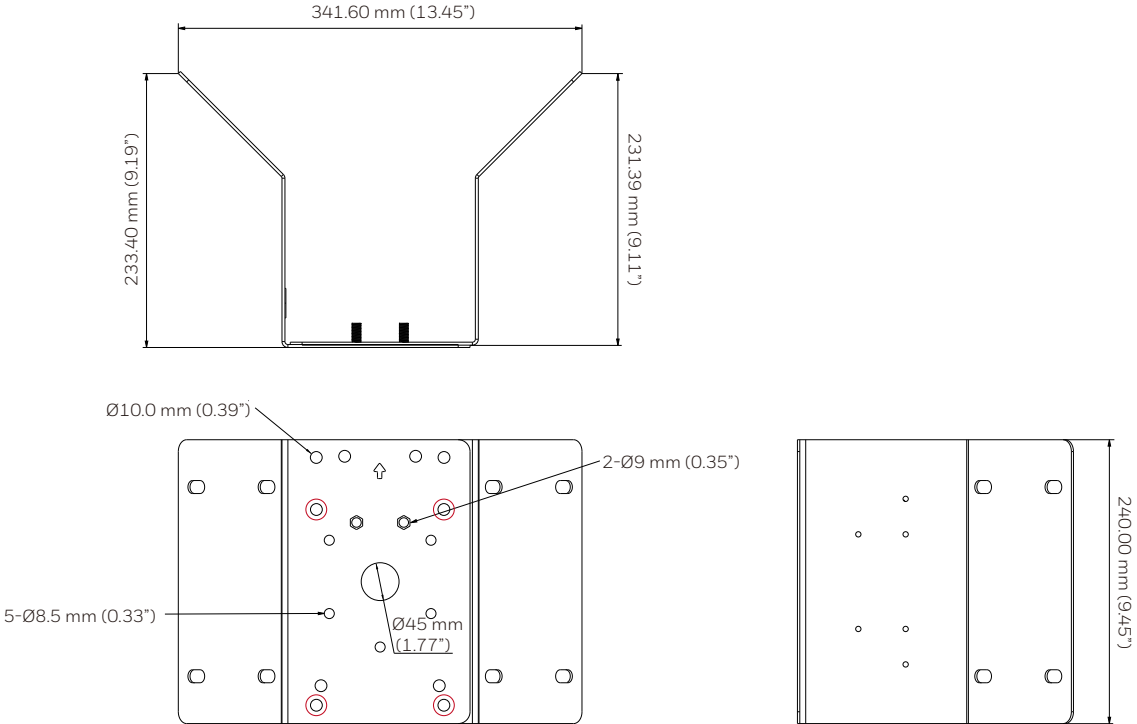 341.60 mm (13.45”)
233.40 mm (9.19”)
231.39 mm (9.11”)
Ø10.0 mm (0.39”)
2-Ø9 mm (0.35”)
5-Ø8.5 mm (0.33”)
Ø45 mm
(1.77”)
240.00 mm (9.45”)